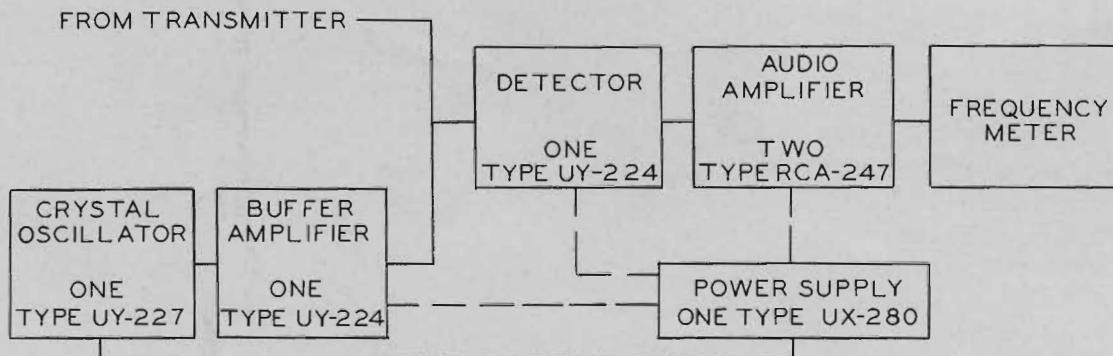 FROM TRANSMITTER
DETECTOR
ONE
TYPE UY-224
AUDIO
AMPLIFIER
TWO
TYPE RCA-247
FREQUENCY
METER
CRYSTAL
OSCILLATOR
ONE
TYPE UY-227
BUFFER
AMPLIFIER
ONE
TYPE UY-224
POWER SUPPLY
ONE TYPE UX-280